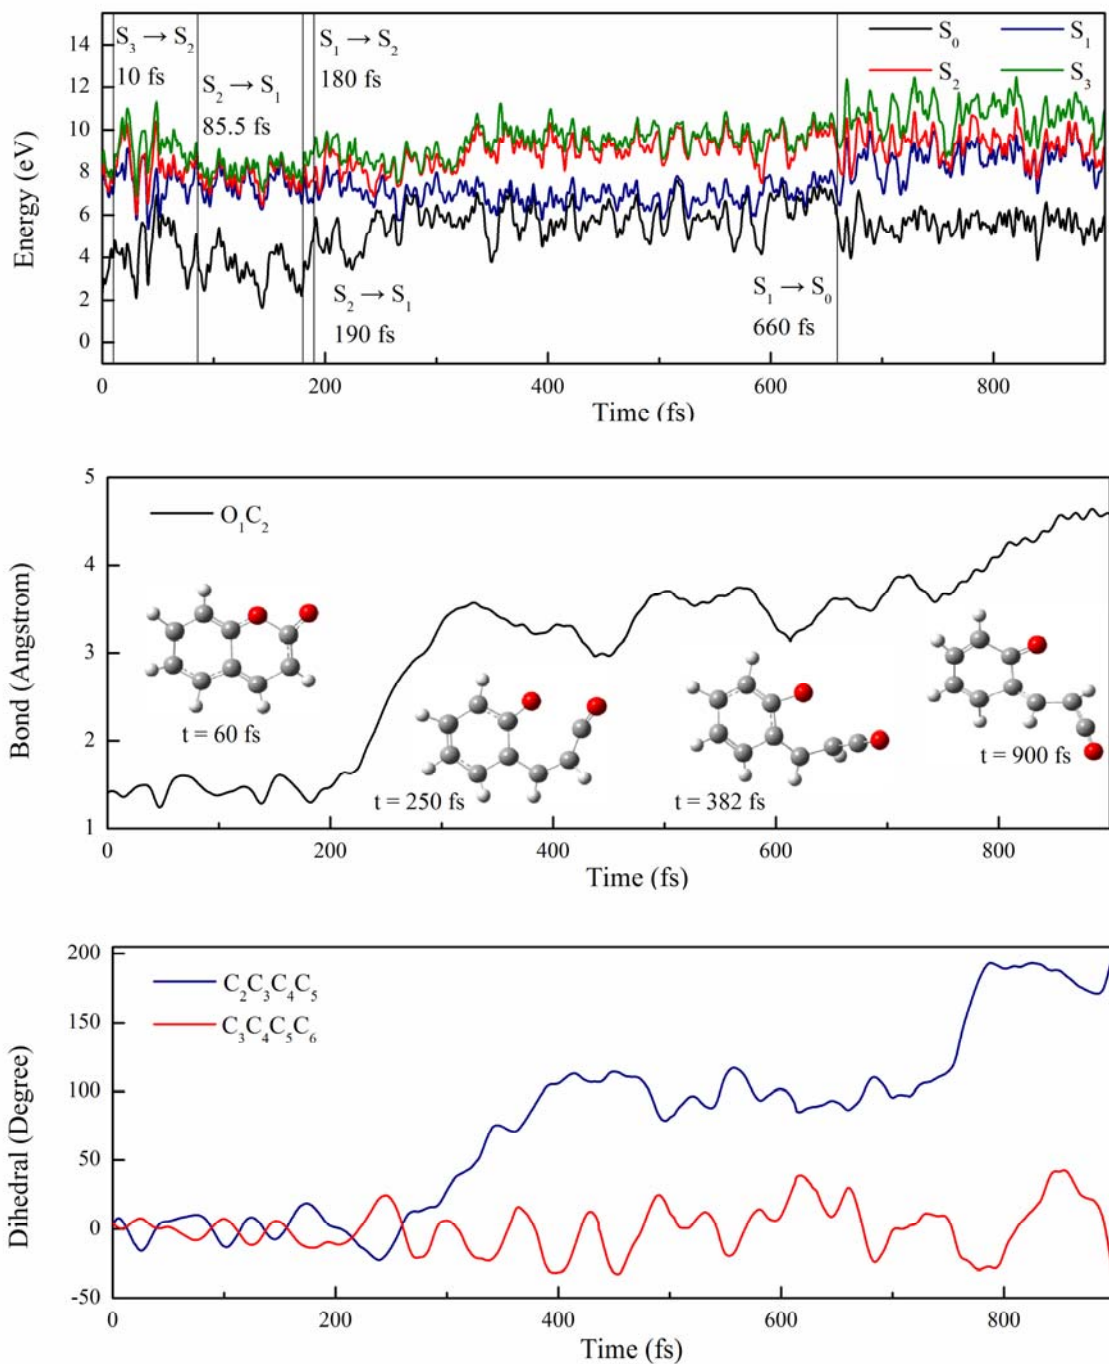 S₃ → S₂
10 fs
S₂ → S₁
85.5 fs
S₁ → S₂
180 fs
S₀
S₁
S₂
S₃
14
12
10
8
6
4
2
0
Energy (eV)
S₂ → S₁
190 fs
S₁ → S₀
660 fs
0 200 400 600 800
Time (fs)
5
4
3
2
1
Bond (Angstrom)
O₁C₂
t = 60 fs
t = 250 fs
t = 382 fs
t = 900 fs
0 200 400 600 800
Time (fs)
200
150
100
50
0
-50
Dihedral (Degree)
C₂C₃C₄C₅
C₃C₄C₅C₆
0 200 400 600 800
Time (fs)